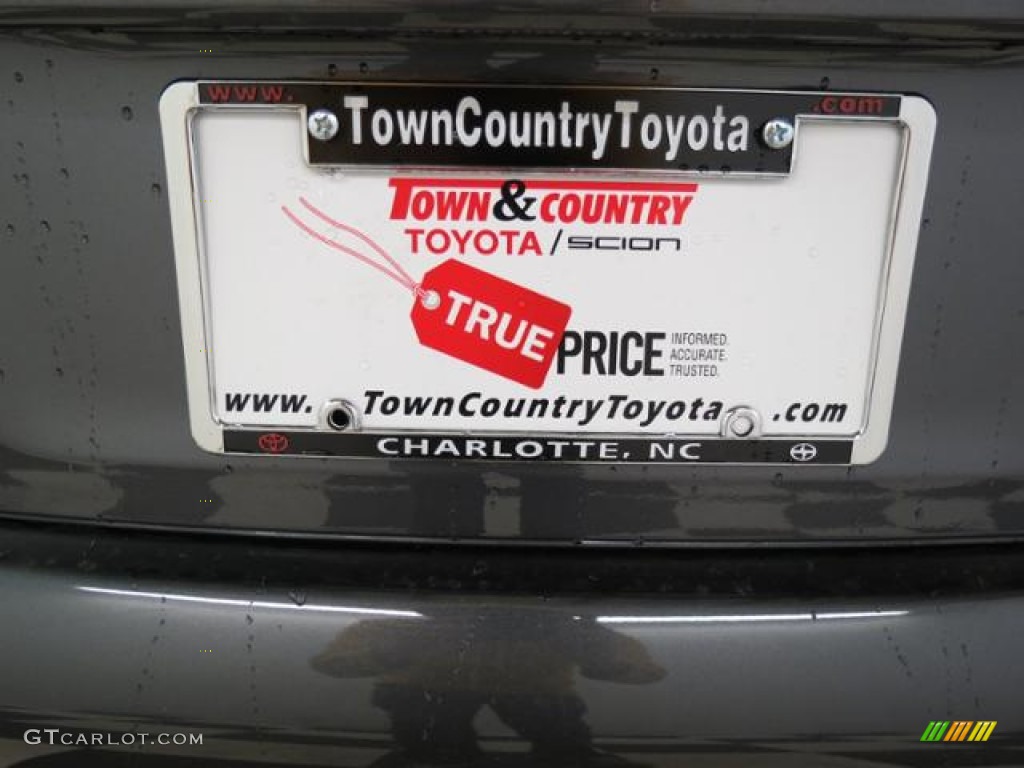 www. TownCountryToyota .com
TOWN & COUNTRY
TOYOTA / SCION
TRUE PRICE INFORMED.
ACCURATE.
TRUSTED.
www. TownCountryToyota .com
CHARLOTTE, NC
GTCARLOT.COM